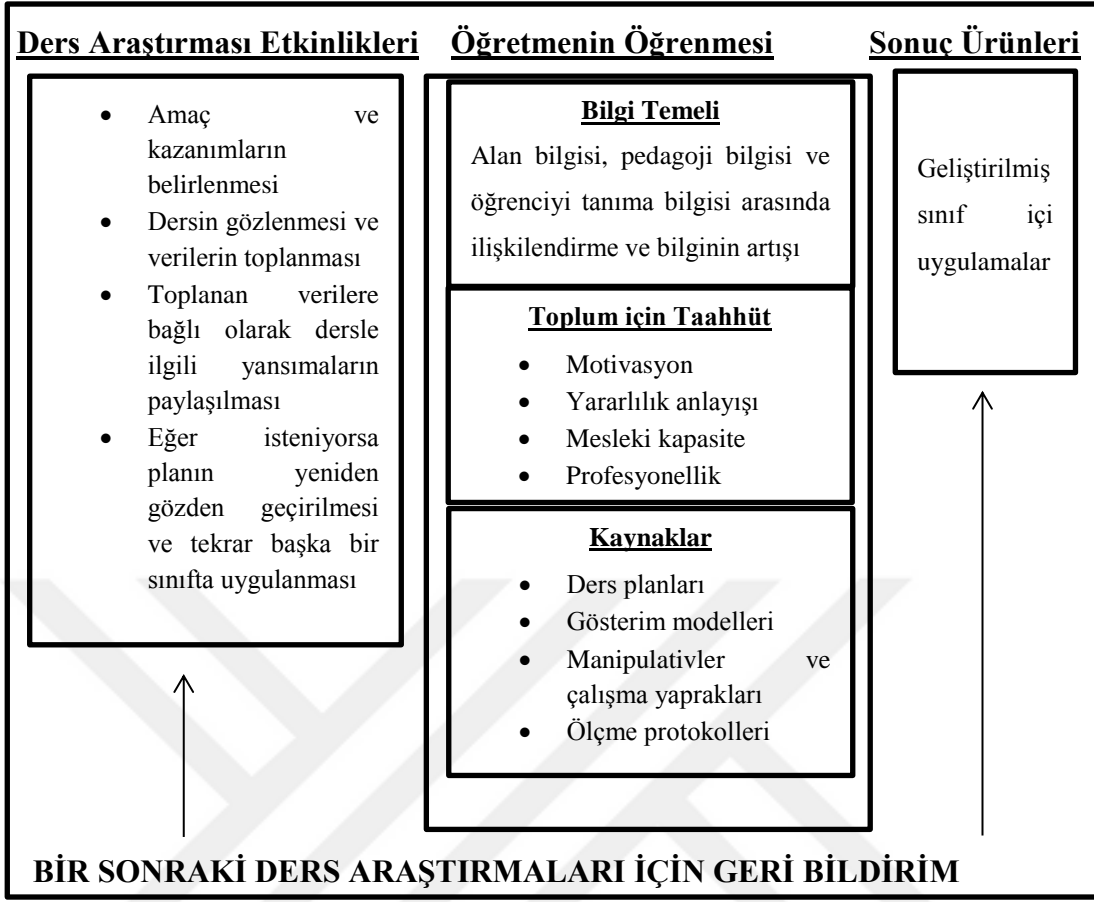 Ders Araştırması Etkinlikleri
• Amaç ve
kazanımların
belirlenmesi
• Dersin gözlenmesi ve
verilerin toplanması
• Toplanan verilere
bağlı olarak dersle
ilgili yansımaların
paylaşılması
• Eğer isteniyorsa
planın yeniden
gözden geçirilmesi
ve tekrar başka bir
sınıfta uygulanması
Öğretmenin Öğrenmesi
Bilgi Temeli
Alan bilgisi, pedagoji bilgisi ve
öğrenciyi tanıma bilgisi arasında
ilişkilendirme ve bilginin artışı
Toplum için Taahhüt
• Motivasyon
• Yararlılık anlayışı
• Mesleki kapasite
• Profesyonellik
Kaynaklar
• Ders planları
• Gösterim modelleri
• Manipulativler ve
çalışma yaprakları
• Ölçme protokolleri
Sonuç Ürünleri
Geliştirilmiş
sınıf içi
uygulamalar
BİR SONRAKİ DERS ARAŞTIRMALARI İÇİN GERİ BİLDİRİM